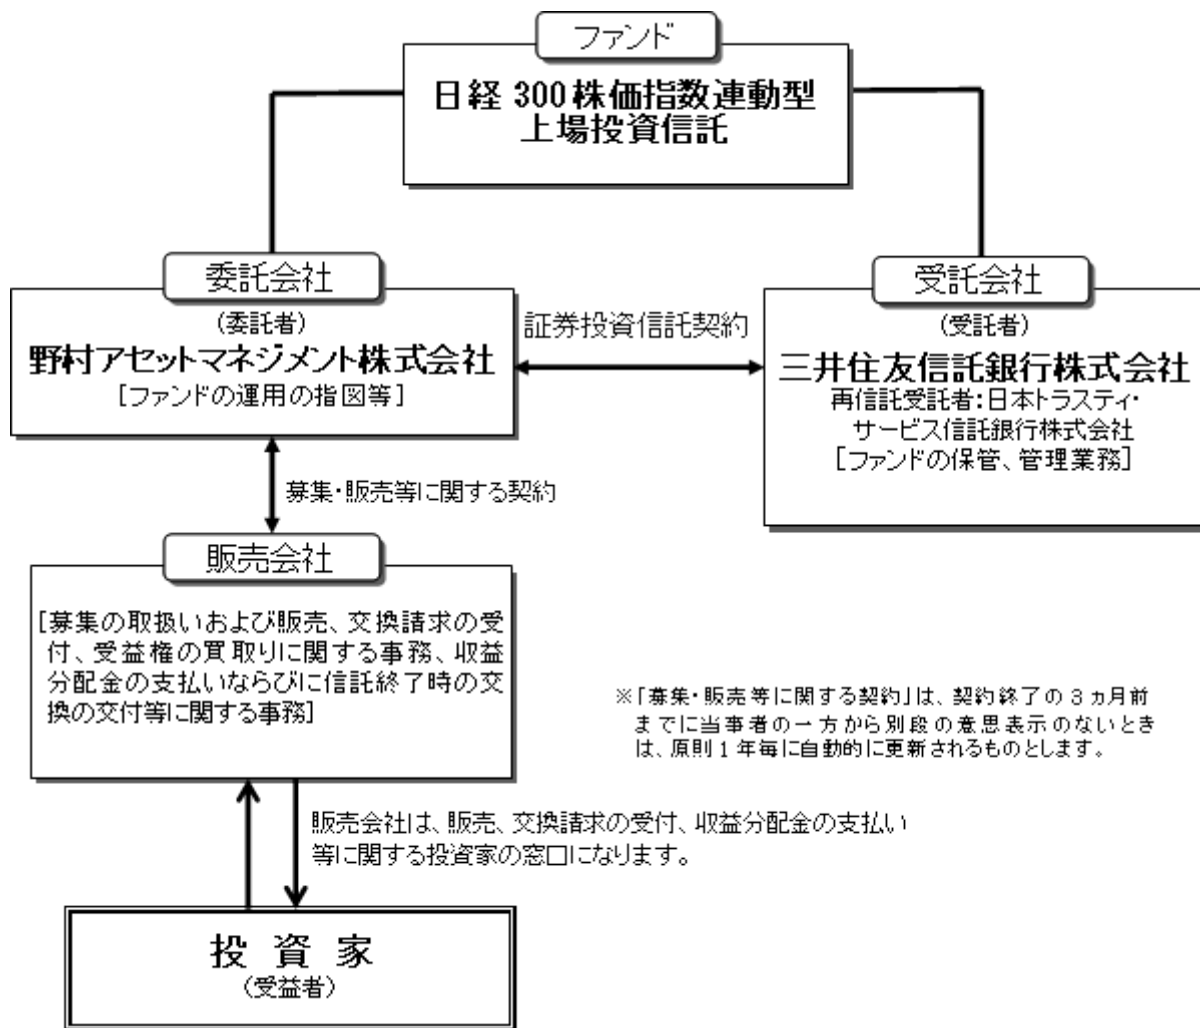 ファンド
日経 300株価指数連動型
上場投資信託
委託会社
(委託者)
野村アセットマネジメント株式会社
[ファンドの運用の指図等]
証券投資信託契約
受託会社
(受託者)
三井住友信託銀行株式会社
再信託受託者:日本トラスティ・
サービス信託銀行株式会社
[ファンドの保管、管理業務]
募集・販売等に関する契約
販売会社
[募集の取扱いおよび販売、交換請求の受
付、受益権の買取りに関する事務、収益
分配金の支払いならびに信託終了時の交
換の交付等に関する事務]
※「募集・販売等に関する契約」は、契約終了の3ヵ月前
までに当事者の一方から別段の意思表示のないとき
は、原則1年毎に自動的に更新されるものとします。
販売会社は、販売、交換請求の受付、収益分配金の支払い
等に関する投資家の窓口になります。
投 資 家
(受益者)